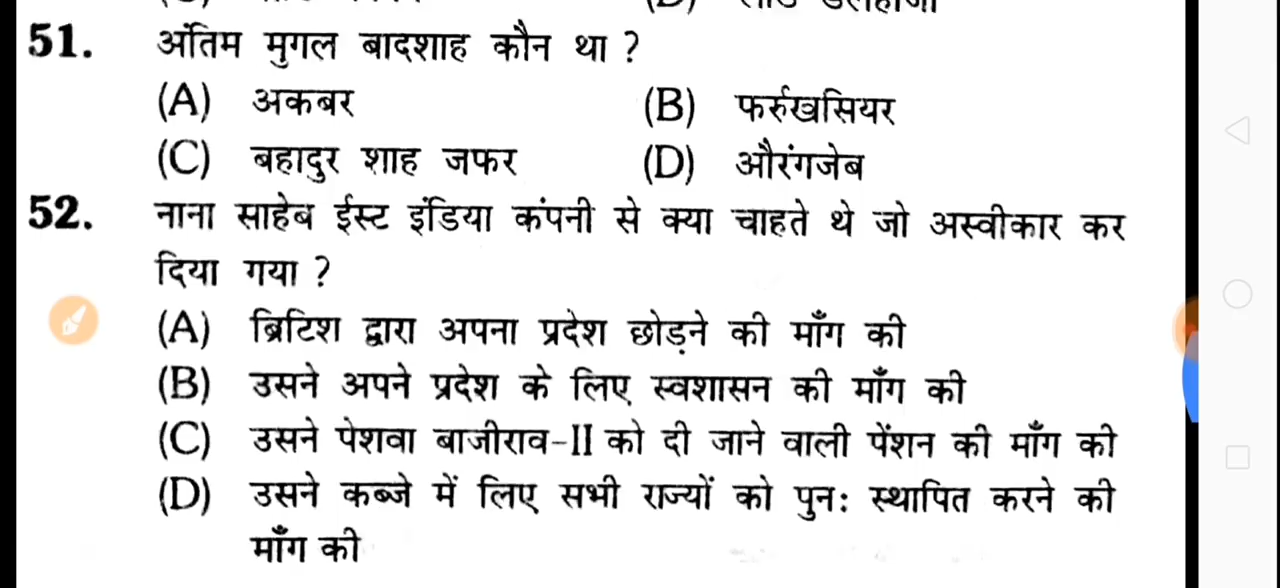 51. अंतिम मुगल बादशाह कौन था ?
(A) अकबर (B) फर्रुखसियर
(C) बहादुर शाह जफर (D) औरंगजेब
52. नाना साहेब ईस्ट इंडिया कंपनी से क्या चाहते थे जो अस्वीकार कर
दिया गया ?
(A) ब्रिटिश द्वारा अपना प्रदेश छोड़ने की माँग की
(B) उसने अपने प्रदेश के लिए स्वशासन की माँग की
(C) उसने पेशवा बाजीराव-II को दी जाने वाली पेंशन की माँग की
(D) उसने कब्जे में लिए सभी राज्यों को पुनः स्थापित करने की
माँग की